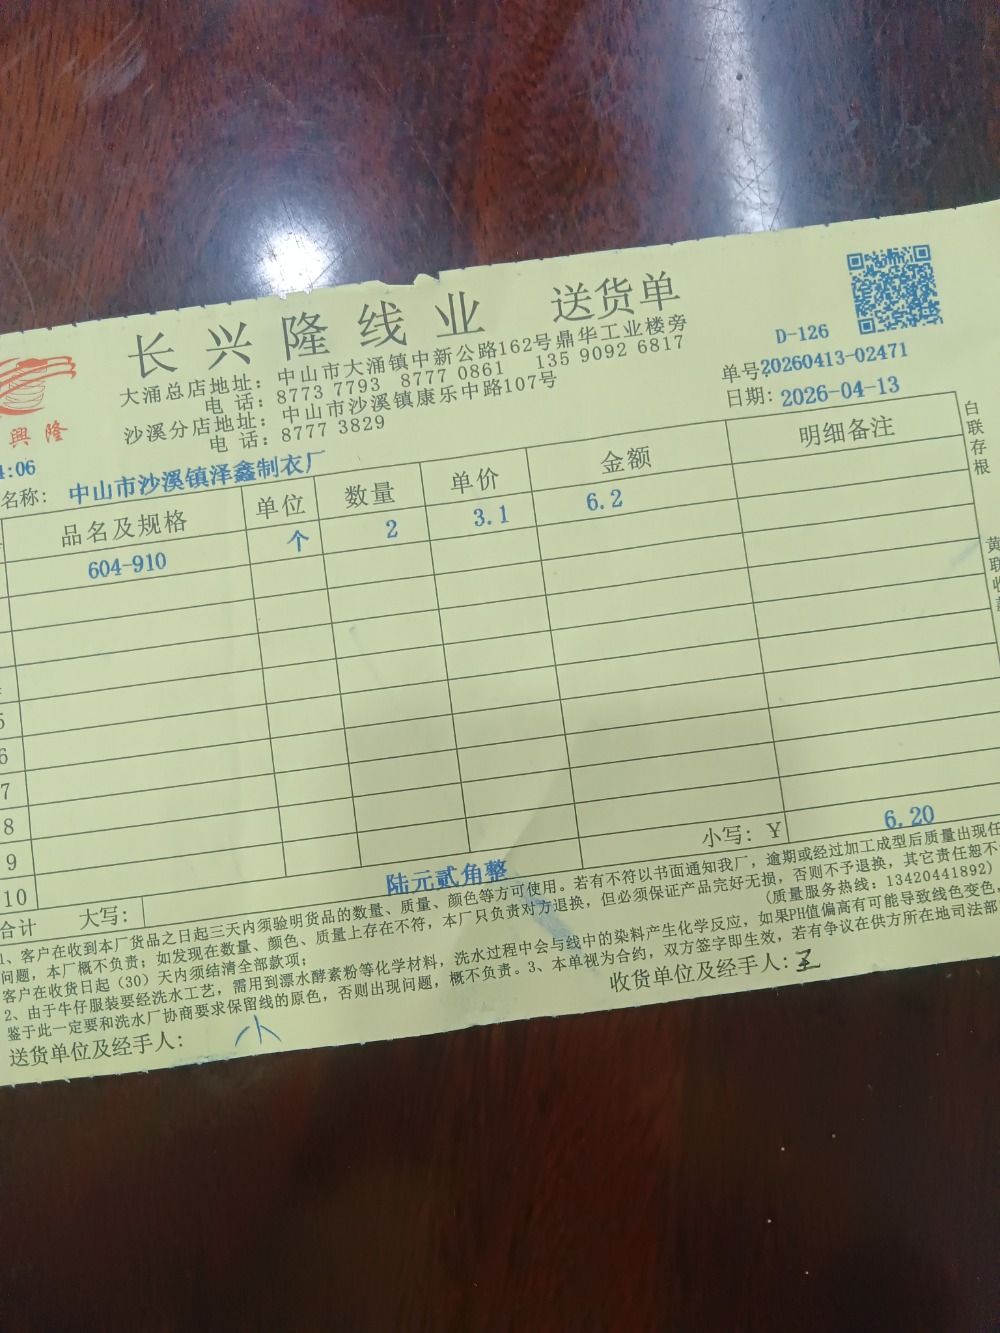 长兴隆线业 送货单
大涌总店地址：中山市大涌镇中新公路162号鼎华工业楼旁
电 话：8773 7793 8777 0861 135 9092 6817
沙溪分店地址：中山市沙溪镇康乐中路107号
电 话：8777 3829
興隆
D-126
单号:20260413-02471
日期：2026-04-13
4:06
名称：中山市沙溪镇泽鑫制衣厂
品名及规格 单位 数量 单价 金额 明细备注
604-910 个 2 3.1 6.2
5
6
7
8
9
10
合计 大写：陆元贰角整 小写：¥ 6.20
1、客户在收到本厂货品之日起三天内须验明货品的数量、质量、颜色等方可使用。若有不符以书面通知我厂，逾期或经过加工成型后质量出现任
问题，本厂概不负责；如发现在数量、颜色、质量上存在不符，本厂只负责对方退换，但必须保证产品完好无损，否则不予退换，其它责任恕不
客户在收货日起（30）天内须结清全部款项； （质量服务热线：13420441892）
2、由于牛仔服装要经洗水工艺，需用到漂水酵素粉等化学材料，洗水过程中会与线中的染料产生化学反应，如果PH值偏高有可能导致线色变色，
鉴于此一定要和洗水厂协商要求保留线的原色，否则出现问题，概不负责。3、本单视为合约，双方签字即生效，若有争议在供方所在地司法部
送货单位及经手人： 小 收货单位及经手人：王
白联存根
黄联收